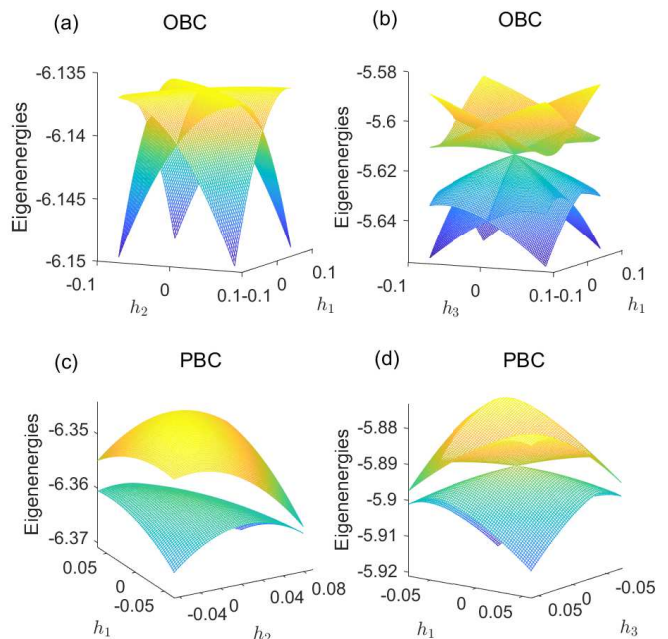 (a) OBC
-6.135
-6.14
-6.145
-6.15
Eigenenergies
-0.1 0 0.1 -0.1 0 0.1
h2 h1
(b) OBC
-5.58
-5.6
-5.62
-5.64
Eigenenergies
-0.1 0 0.1 -0.1 0 0.1
h3 h1
(c) PBC
-6.35
-6.36
-6.37
Eigenenergies
0.05 0 -0.05 -0.04 0 0.04 0.08
h1 h2
(d) PBC
-5.88
-5.89
-5.9
-5.91
-5.92
Eigenenergies
-0.05 0 0.05 0.05 0 -0.05
h1 h3